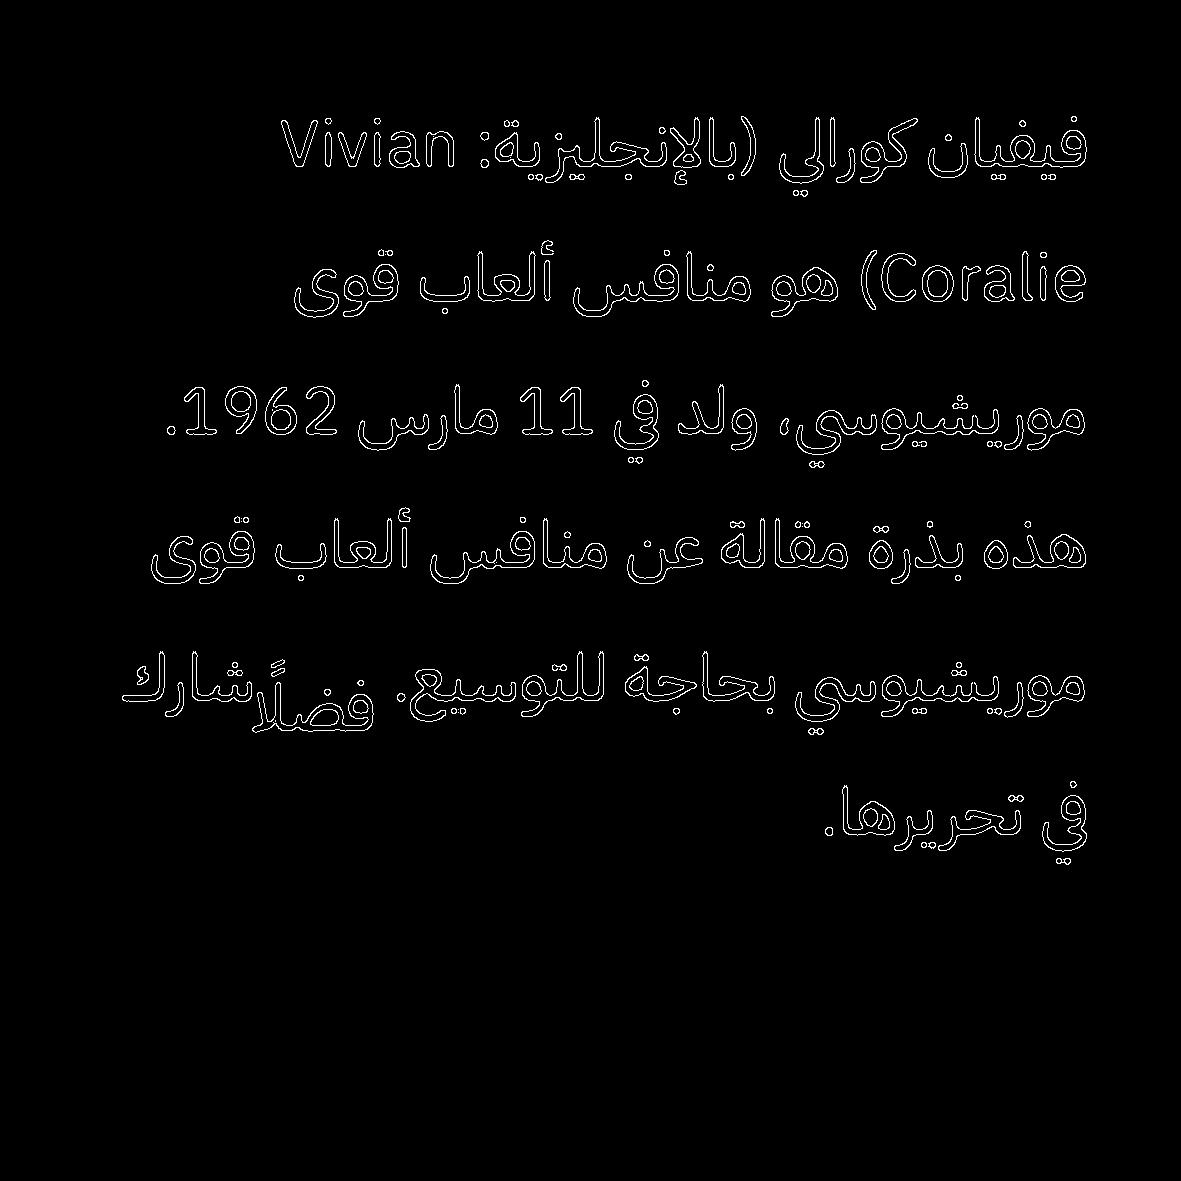 فيفيان كورالي (بالإنجليزية: Vivian
Coralie) هو منافس ألعاب قوى
موريشيوسي، ولد في 11 مارس 1962.
هذه بذرة مقالة عن منافس ألعاب قوى
موريشيوسي بحاجة للتوسيع. فضلًا شارك
في تحريرها.